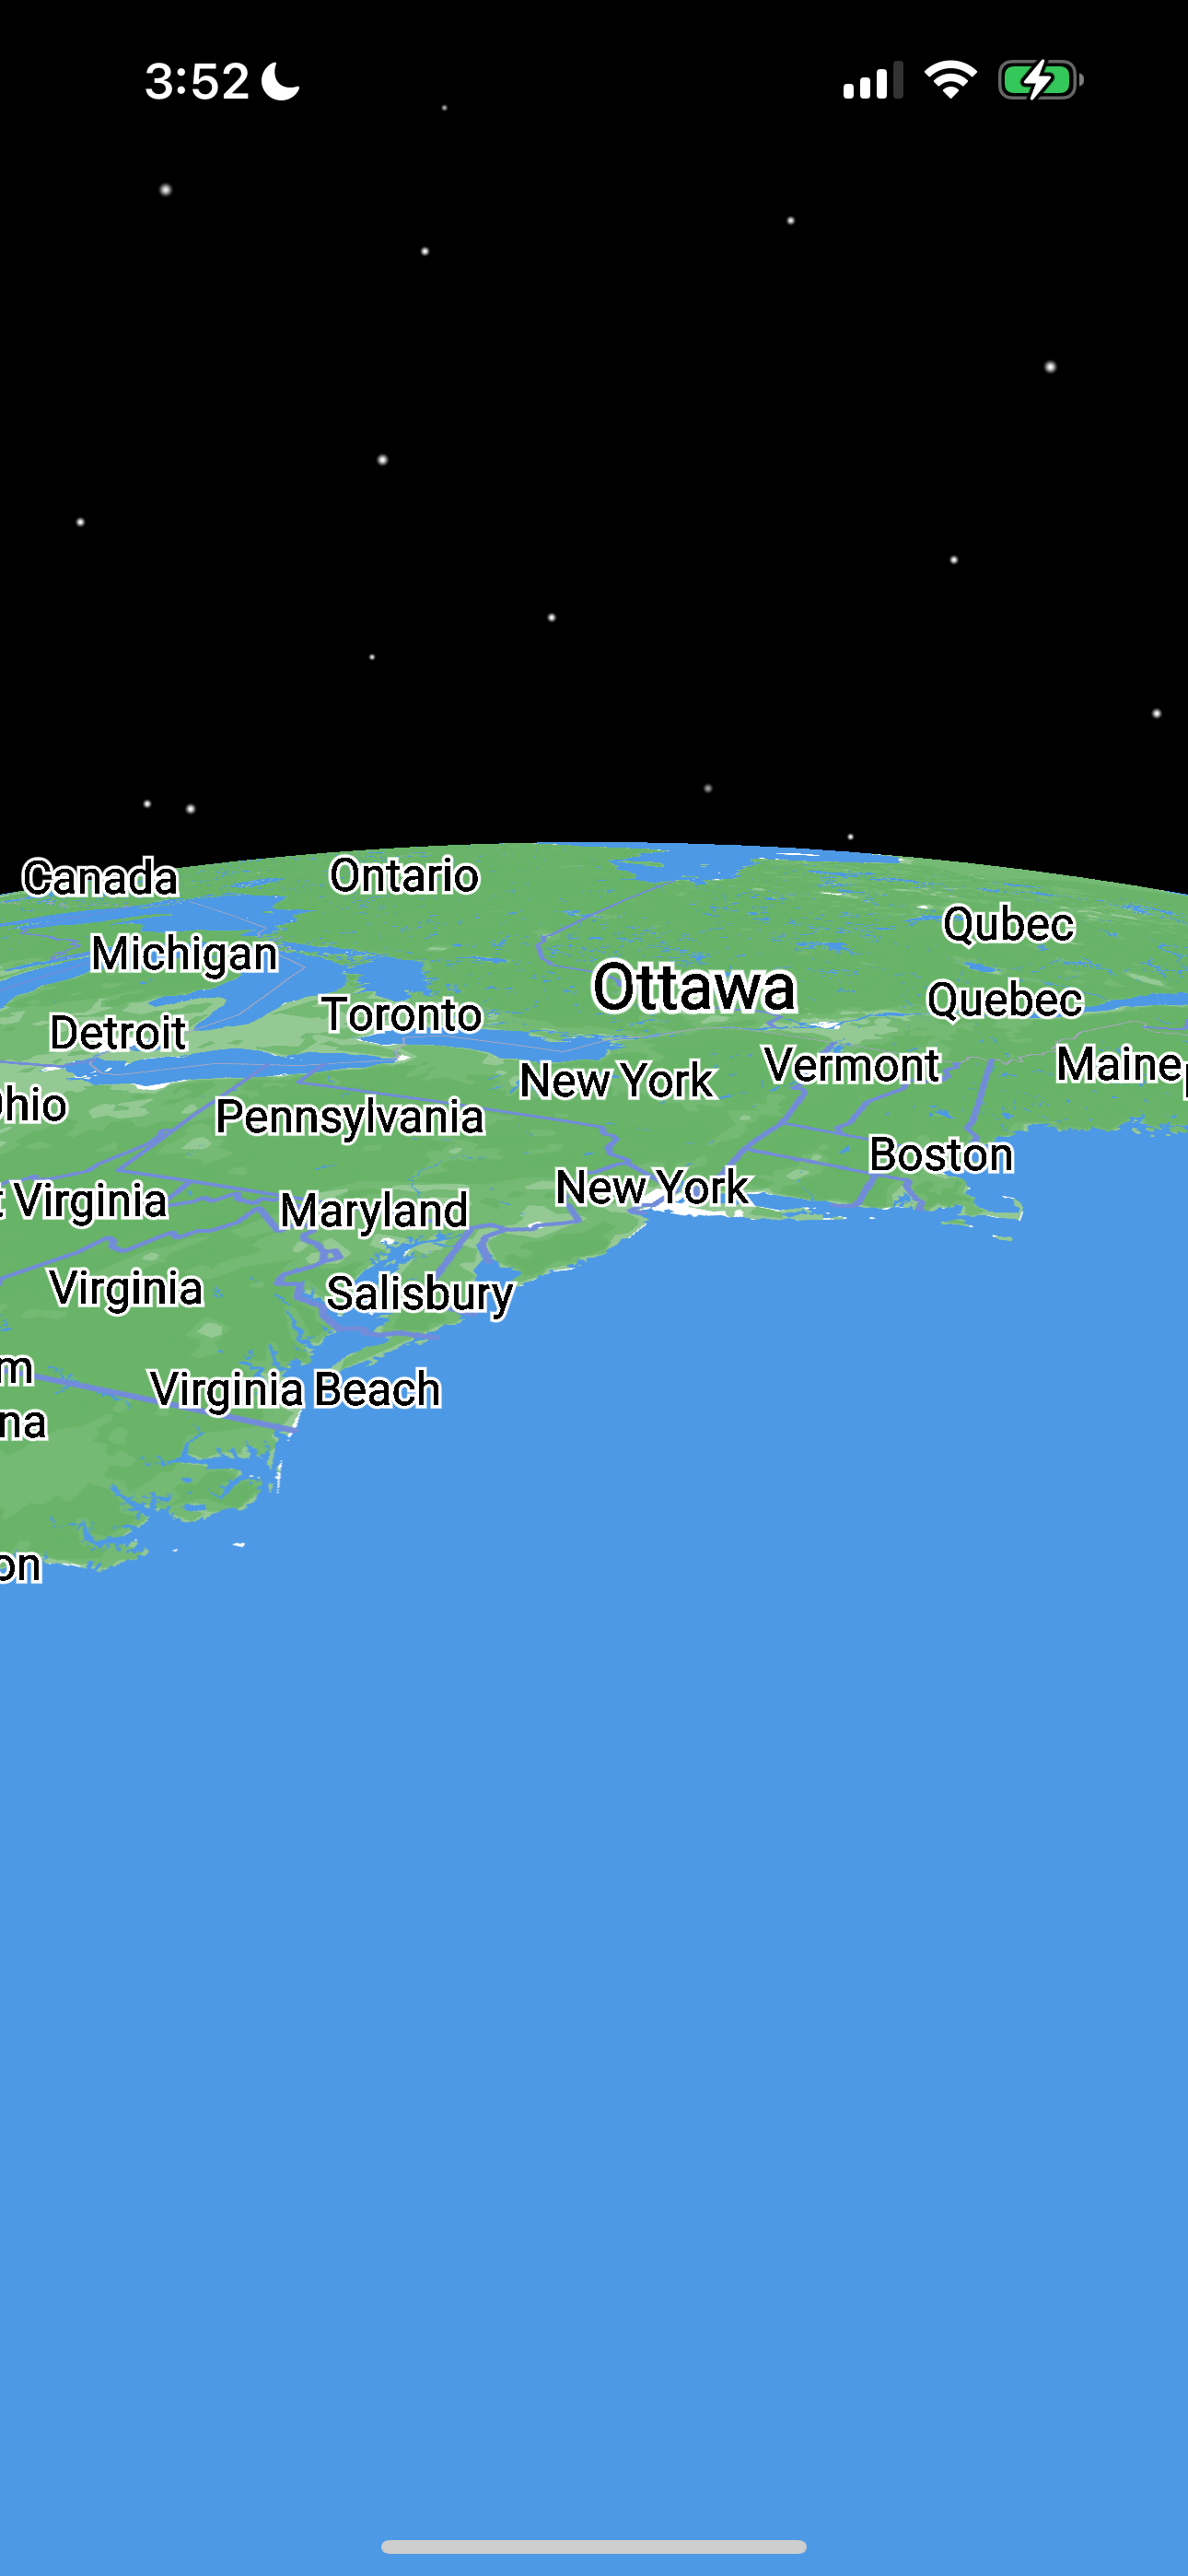 3:52
Canada
Ontario
Qubec
Michigan
Ottawa
Quebec
Toronto
Detroit
Vermont
Maine
New York
hio
Pennsylvania
Boston
New York
t Virginia
Maryland
Virginia
Salisbury
m
Virginia Beach
na
on